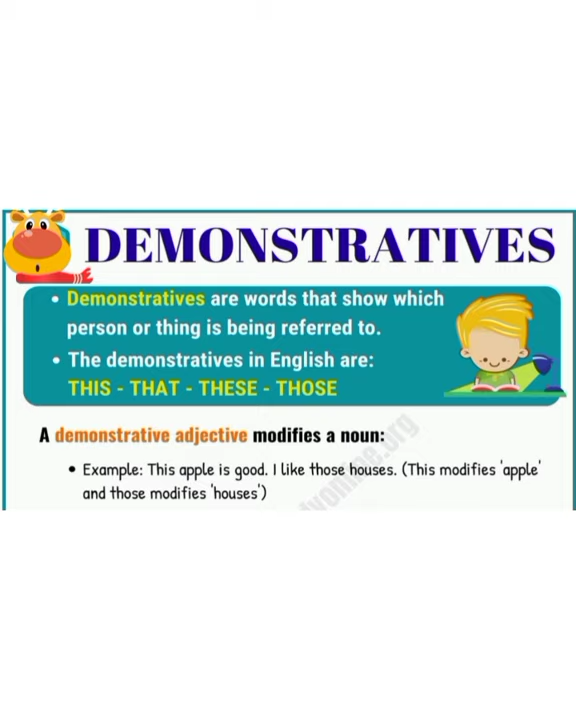 DEMONSTRATIVES
• Demonstratives are words that show which
person or thing is being referred to.
• The demonstratives in English are:
THIS - THAT - THESE - THOSE
A demonstrative adjective modifies a noun:
• Example: This apple is good. I like those houses. (This modifies 'apple'
and those modifies 'houses')